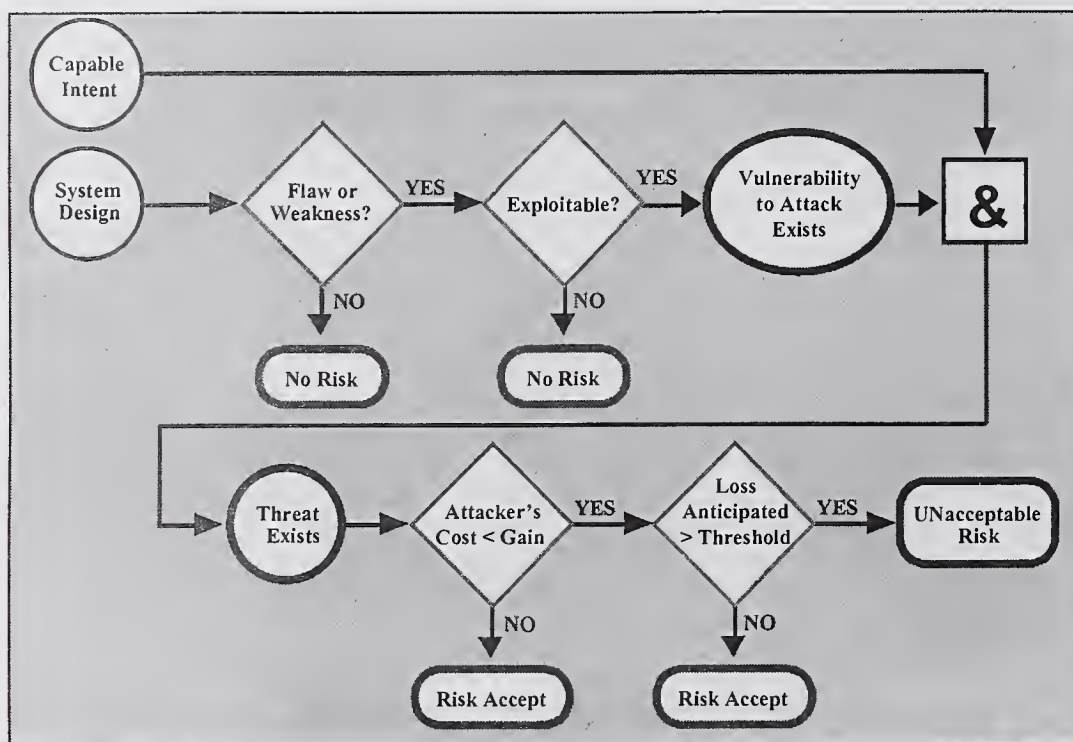 Capable
Intent
System
Design
Flaw or
Weakness?
YES
Exploitable?
YES
Vulnerability
to Attack
Exists
&
NO
No Risk
NO
No Risk
Threat
Exists
Attacker's
Cost < Gain
YES
Loss
Anticipated
> Threshold
YES
UNacceptable
Risk
NO
Risk Accept
NO
Risk Accept